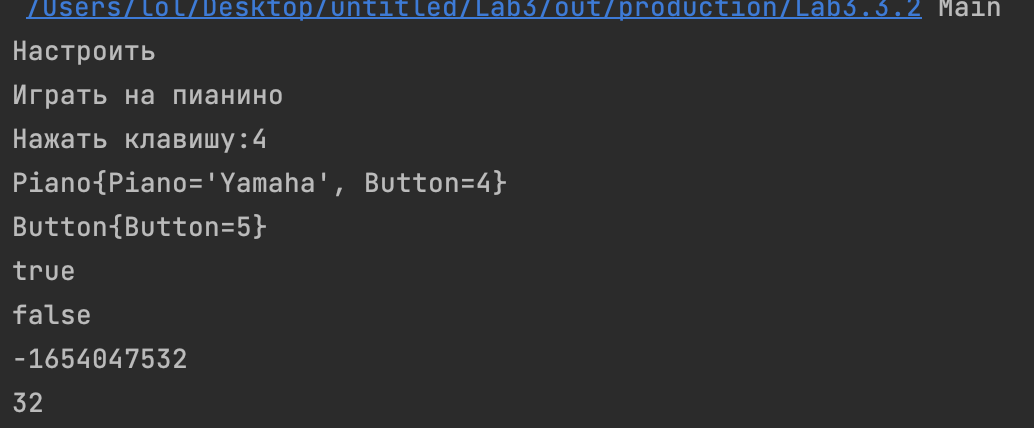 /Users/lol/Desktop/untitled/Lab3/out/production/Lab3.3.2 Main
Настроить
Играть на пианино
Нажать клавишу:4
Piano{Piano='Yamaha', Button=4}
Button{Button=5}
true
false
-1654047532
32